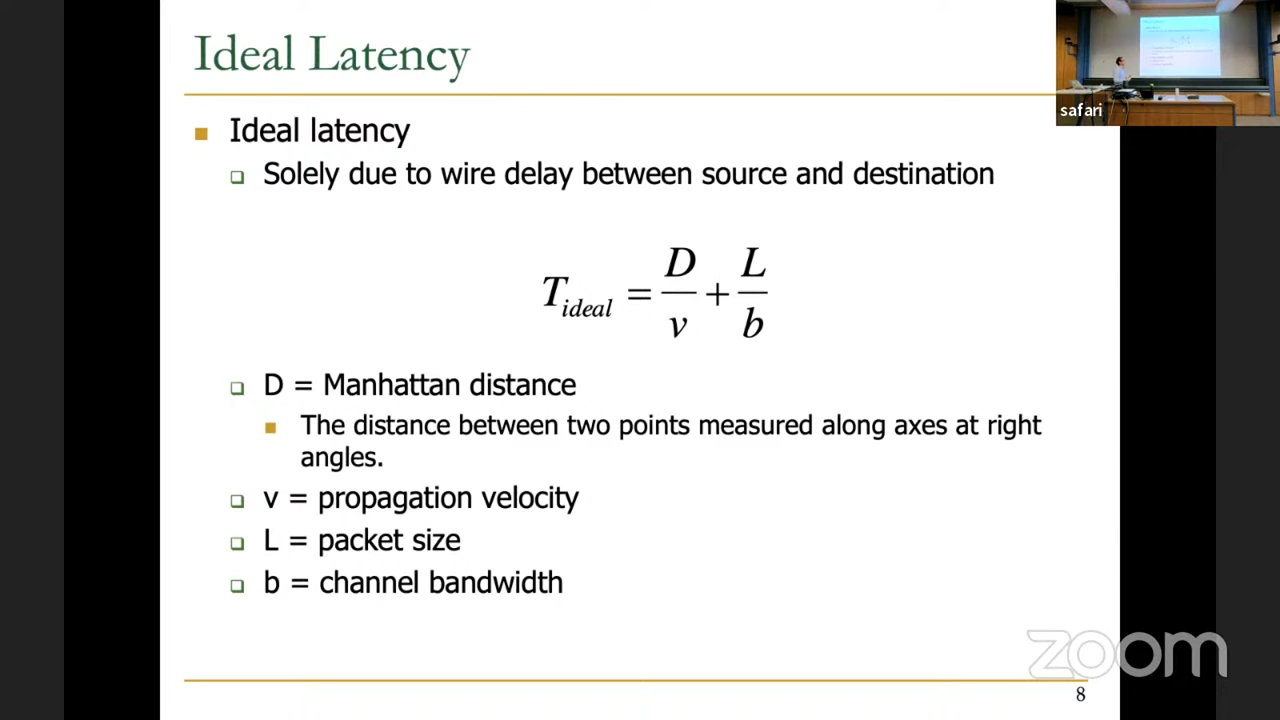 Ideal Latency
safari
Ideal latency
Solely due to wire delay between source and destination
T_ideal = D/v + L/b
D = Manhattan distance
The distance between two points measured along axes at right
angles.
v = propagation velocity
L = packet size
b = channel bandwidth
zoom
8